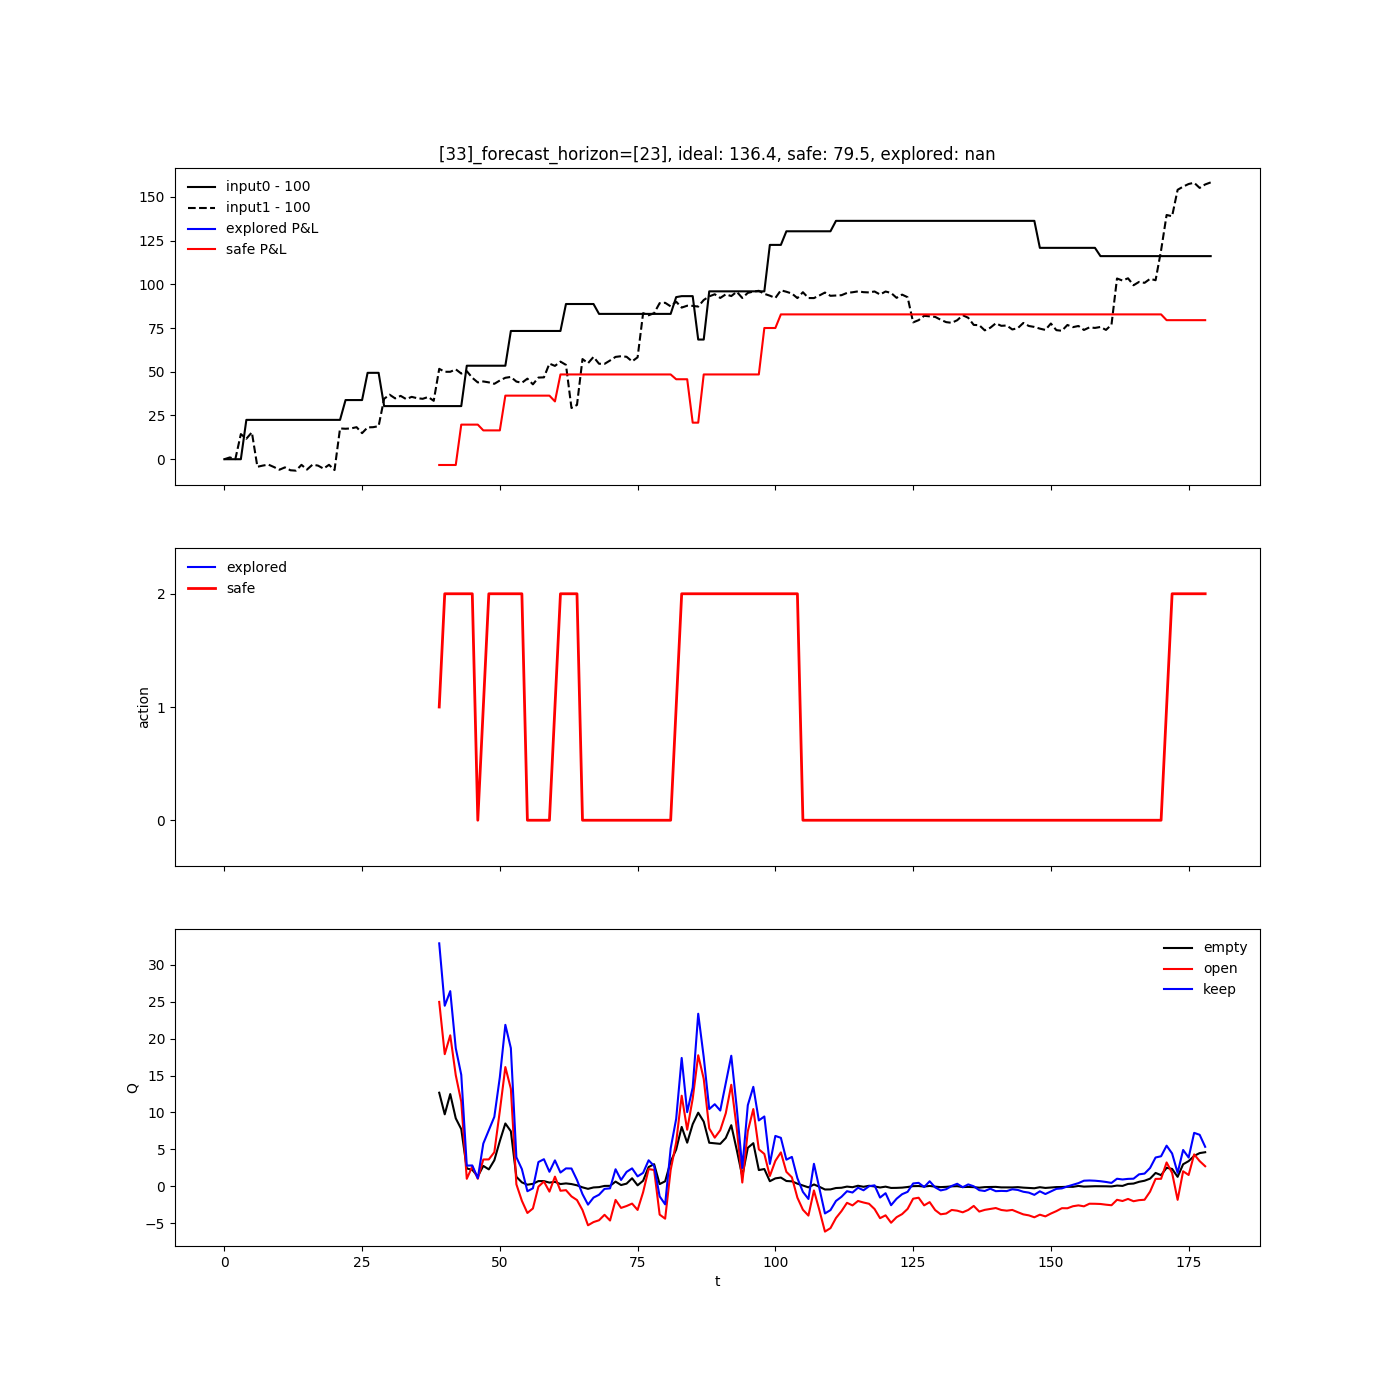 [33]_forecast_horizon=[23], ideal: 136.4, safe: 79.5, explored: nan
input0 - 100
input1 - 100
explored P&L
safe P&L
150
125
100
75
50
25
0
explored
safe
2
1
0
action
empty
open
keep
30
25
20
15
10
5
0
−5
Q
0 25 50 75 100 125 150 175
t